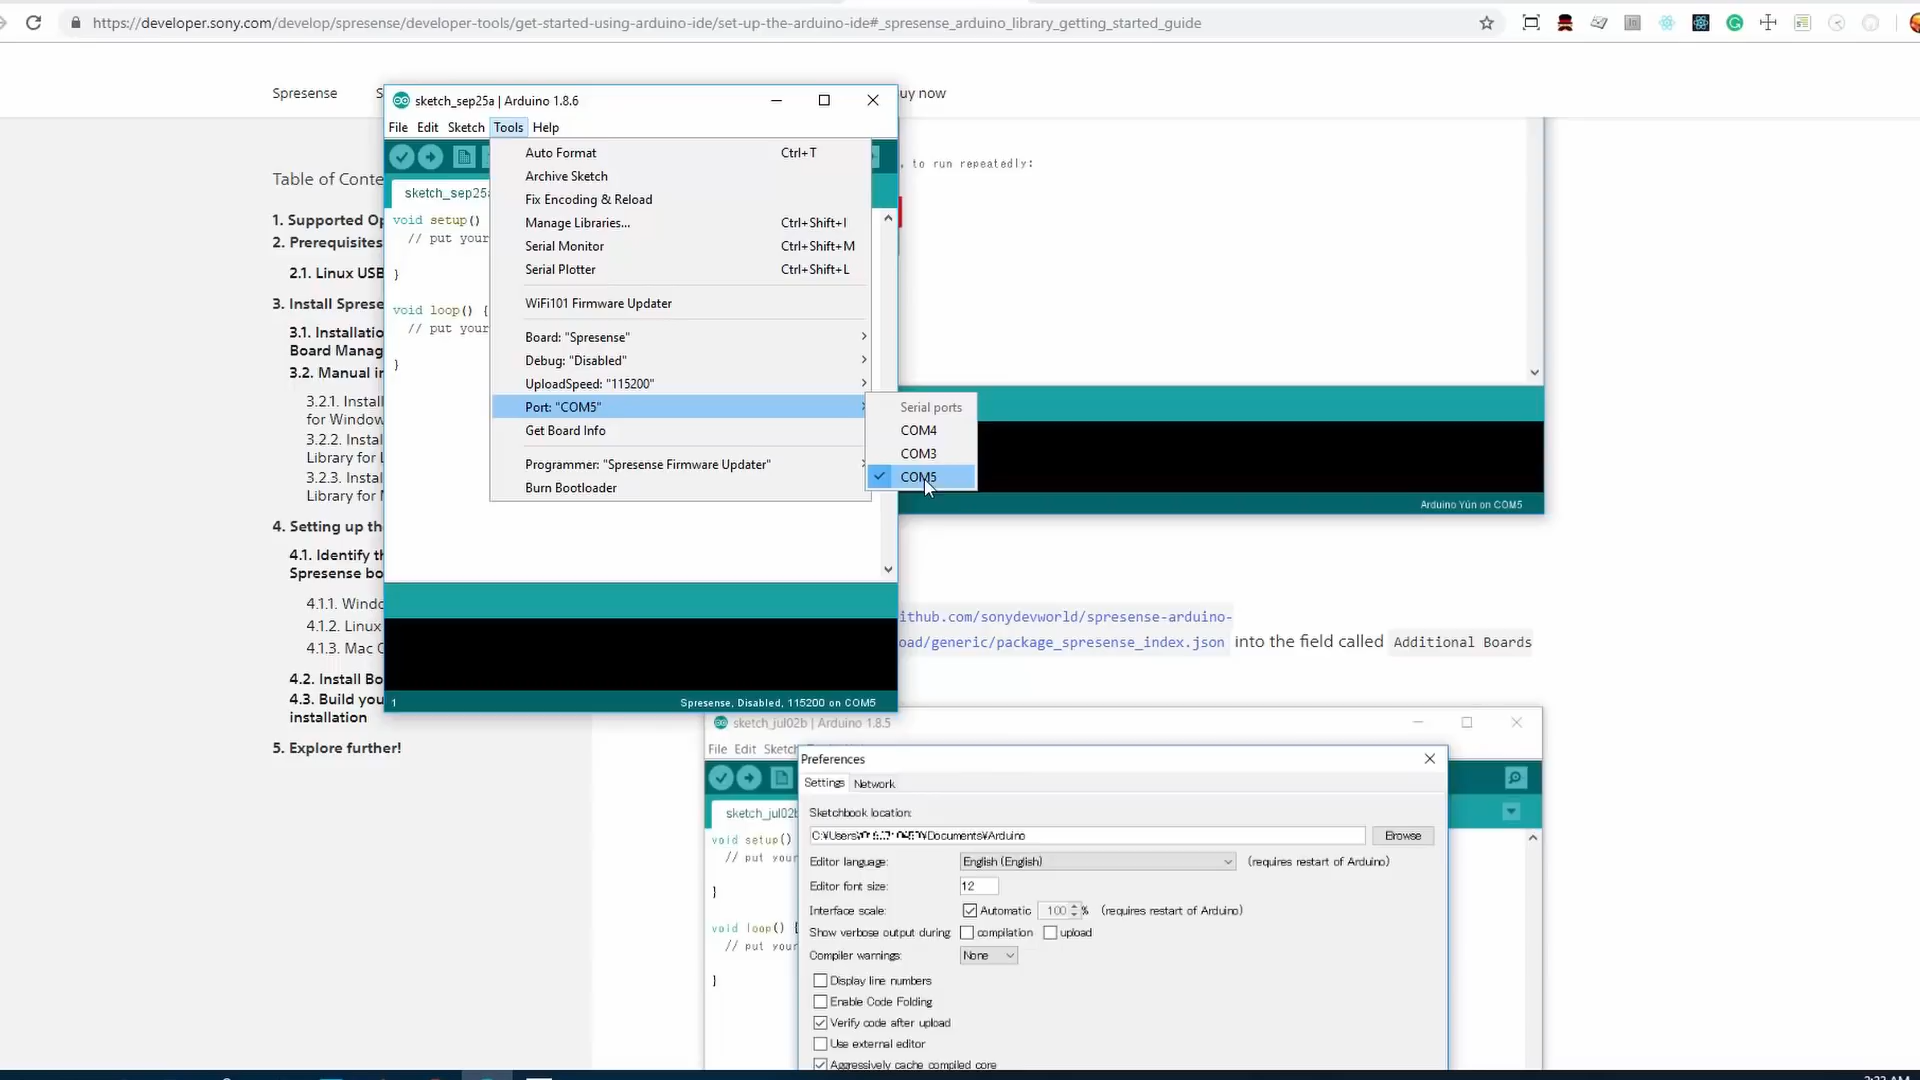 https://developer.sony.com/develop/spresense/developer-tools/get-started-using-arduino-ide/set-up-the-arduino-ide#_spresense_arduino_library_getting_started_guide
Spresense
S
uy now
sketch_sep25a | Arduino 1.8.6
File Edit Sketch Tools Help
sketch_sep25a
void setup()
// put your
}
void loop() {
// put your
}
Auto Format Ctrl+T
Archive Sketch
Fix Encoding & Reload
Manage Libraries... Ctrl+Shift+I
Serial Monitor Ctrl+Shift+M
Serial Plotter Ctrl+Shift+L
WiFi101 Firmware Updater
Board: "Spresense"
Debug: "Disabled"
UploadSpeed: "115200"
Port: "COM5"
Get Board Info
Programmer: "Spresense Firmware Updater"
Burn Bootloader
Serial ports
COM4
COM3
COM5
1
Spresense, Disabled, 115200 on COM5
Table of Conte
1. Supported Op
2. Prerequisites
2.1. Linux USB
3. Install Sprese
3.1. Installatio
Board Manag
3.2. Manual in
3.2.1. Install
for Window
3.2.2. Insta
Library for L
3.2.3. Insta
Library for M
4. Setting up the
4.1. Identify th
Spresense bo
4.1.1. Windo
4.1.2. Linux
4.1.3. Mac O
4.2. Install Bo
4.3. Build you
installation
5. Explore further!
, to run repeatedly:
Arduino Yún on COM5
ithub.com/sonydevworld/spresense-arduino-
oad/generic/package_spresense_index.json into the field called Additional Boards
sketch_jul02b | Arduino 1.8.5
File Edit Sketch
sketch_jul02b
void setup()
// put your
}
void loop() {
// put your
}
Preferences
Settings Network
Sketchbook location:
Browse
Editor language: English (English) (requires restart of Arduino)
Editor font size: 12
Interface scale: Automatic 100 % (requires restart of Arduino)
Show verbose output during: compilation upload
Compiler warnings: None
Display line numbers
Enable Code Folding
Verify code after upload
Use external editor
Aggressively cache compiled core